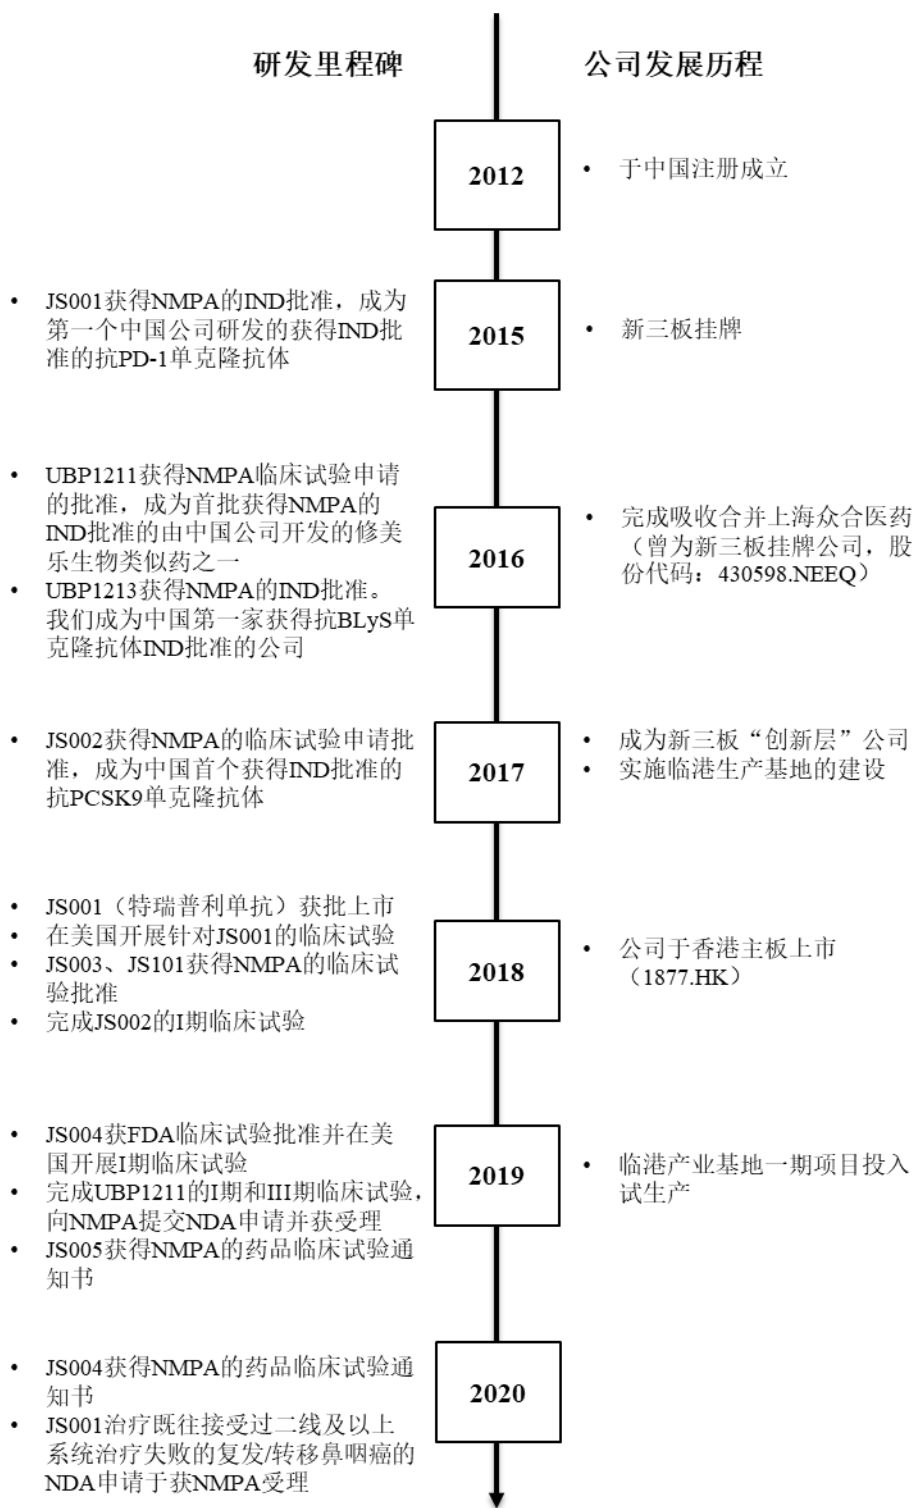 研发里程碑
公司发展历程
2012
• 于中国注册成立
• JS001获得NMPA的IND批准，成为
第一个中国公司研发的获得IND批
准的抗PD-1单克隆抗体
2015
• 新三板挂牌
• UBP1211获得NMPA临床试验申请
的批准，成为首批获得NMPA的
IND批准的由中国公司开发的修美
乐生物类似药之一
• UBP1213获得NMPA的IND批准。
我们成为中国第一家获得抗BLyS单
克隆抗体IND批准的公司
2016
• 完成吸收合并上海众合医药
（曾为新三板挂牌公司，股
份代码：430598.NEEQ）
• JS002获得NMPA的临床试验申请批
准，成为中国首个获得IND批准的
抗PCSK9单克隆抗体
2017
• 成为新三板“创新层”公司
• 实施临港生产基地的建设
• JS001（特瑞普利单抗）获批上市
• 在美国开展针对JS001的临床试验
• JS003、JS101获得NMPA的临床试
验批准
• 完成JS002的I期临床试验
2018
• 公司于香港主板上市
（1877.HK）
• JS004获FDA临床试验批准并在美
国开展I期临床试验
• 完成UBP1211的I期和III期临床试验，
向NMPA提交NDA申请并获受理
• JS005获得NMPA的药品临床试验通
知书
2019
• 临港产业基地一期项目投入
试生产
• JS004获得NMPA的药品临床试验通
知书
• JS001治疗既往接受过二线及以上
系统治疗失败的复发/转移鼻咽癌的
NDA申请于获NMPA受理
2020